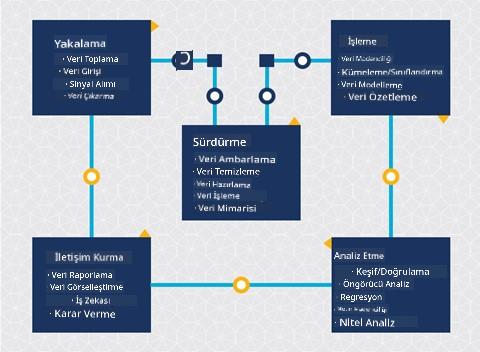 Yakalama
· Veri Toplama
· Veri Girişi
· Sinyal Alımı
· Veri Çıkarma
İşleme
Veri Madenciliği
· Kümeleme/Sınıflandırma
· Veri Modelleme
· Veri Özetleme
Sürdürme
· Veri Ambarlama
· Veri Temizleme
· Veri Hazırlama
· Veri İşleme
· Veri Mimarisi
İletişim Kurma
· Veri Raporlama
Veri Görselleştirme
· İş Zekası
· Karar Verme
Analiz Etme
· Keşif/Doğrulama
· Öngörücü Analiz
· Regresyon
· Nitel Analiz